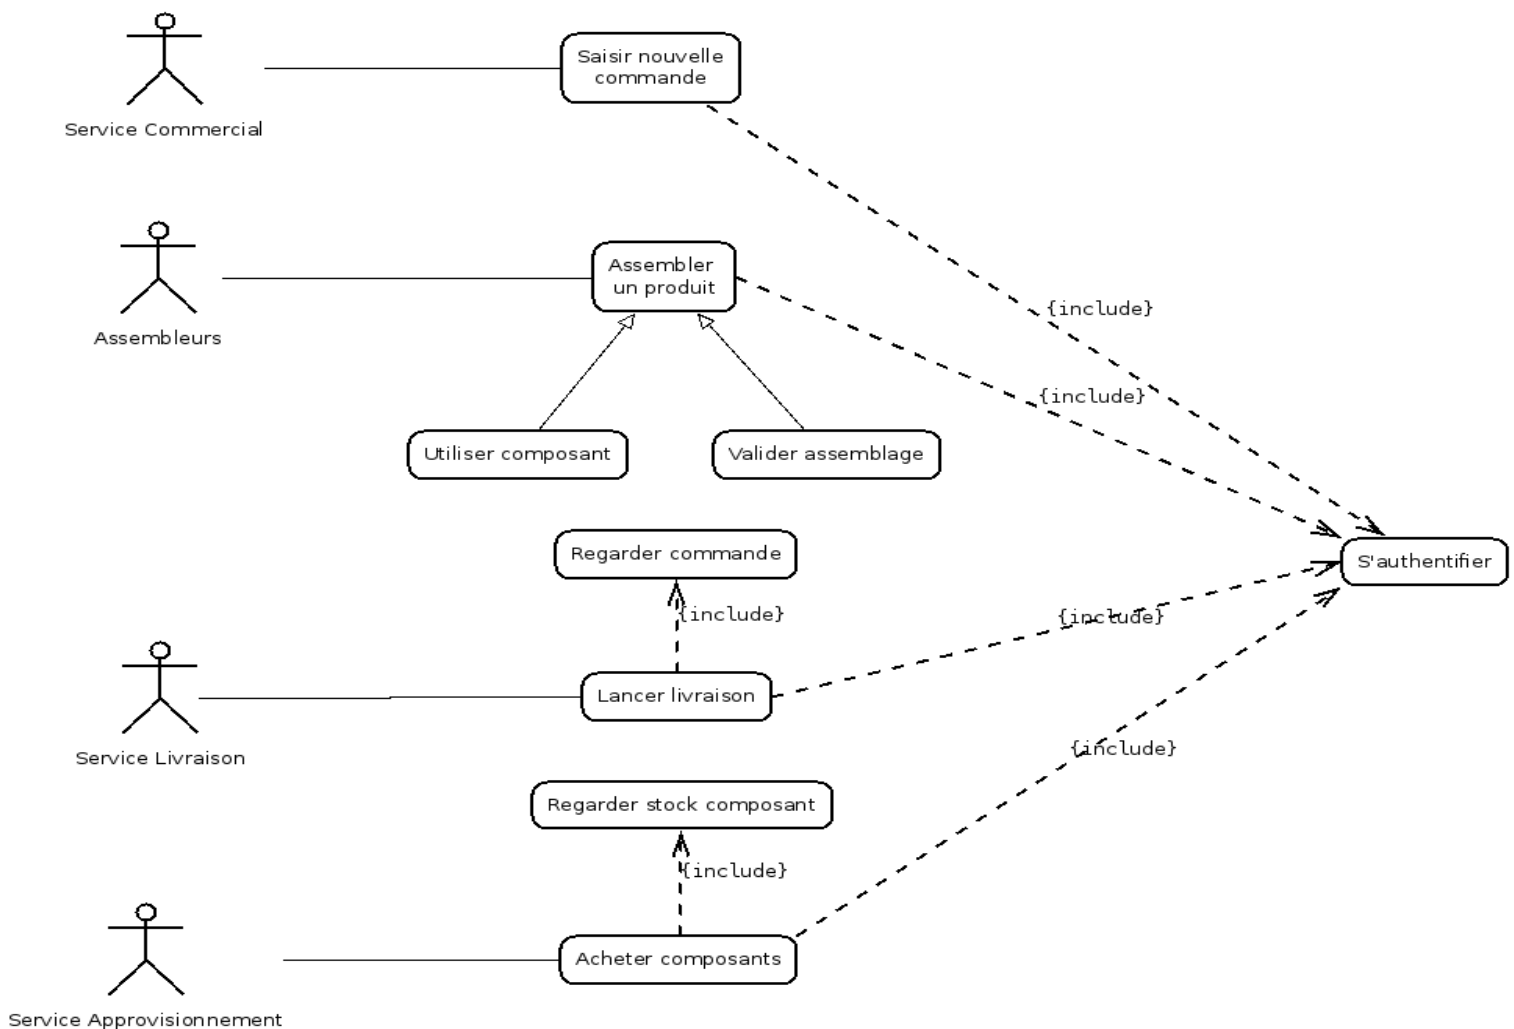 Saisir nouvelle
commande
Service Commercial
Assembler
un produit
{include}
Assembleurs
{include}
Utiliser composant
Valider assemblage
Regarder commande
S'authentifier
{include}
{include}
Lancer livraison
Service Livraison
{include}
Regarder stock composant
{include}
Acheter composants
Service Approvisionnement